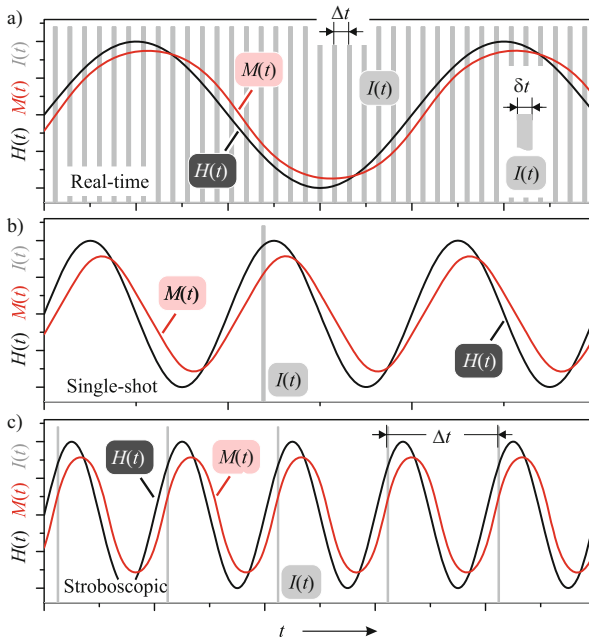 a)
H(t) M(t) I(t)
Δt
M(t)
I(t)
δt
H(t)
I(t)
Real-time
b)
H(t) M(t) I(t)
M(t)
H(t)
I(t)
Single-shot
c)
H(t) M(t) I(t)
Δt
H(t)
M(t)
I(t)
Stroboscopic
t